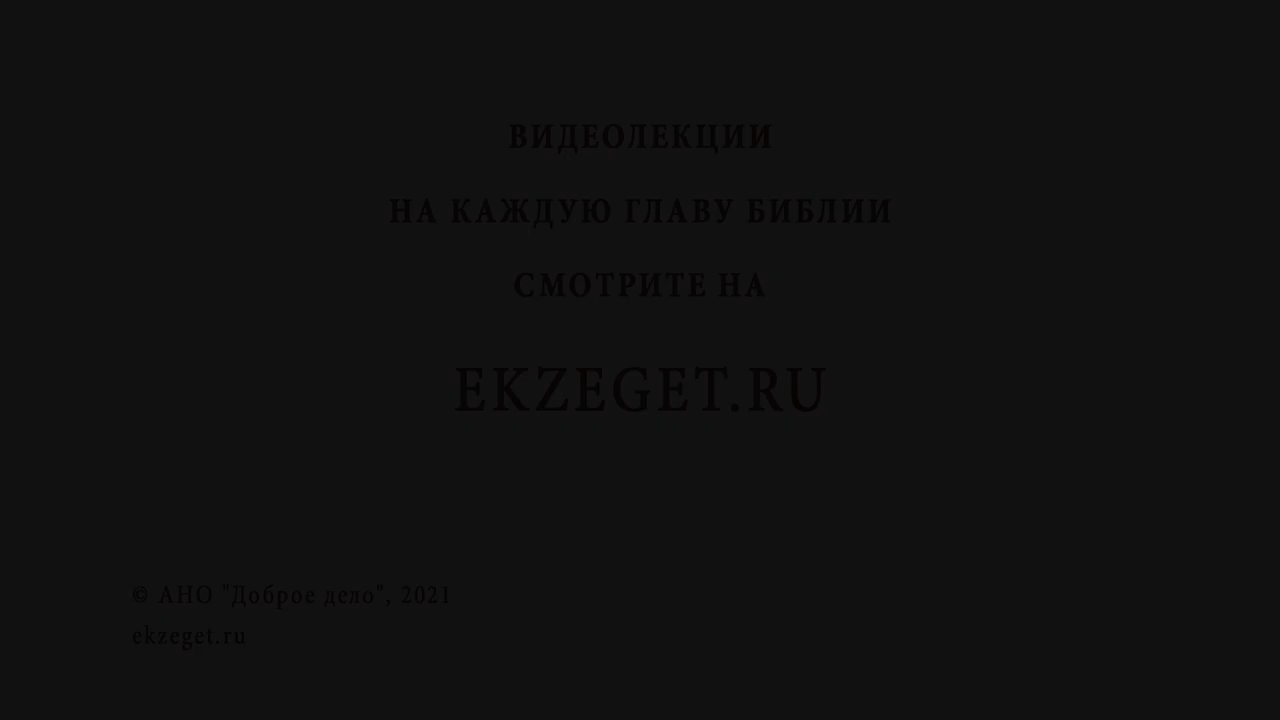 ВИДЕОЛЕКЦИИ
НА КАЖДУЮ ГЛАВУ БИБЛИИ
СМОТРИТЕ НА
EKZEGET.RU
© АНО "Доброе дело", 2021
ekzeget.ru